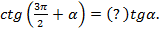 ctg(3π/2 + α) = (?)tgα.